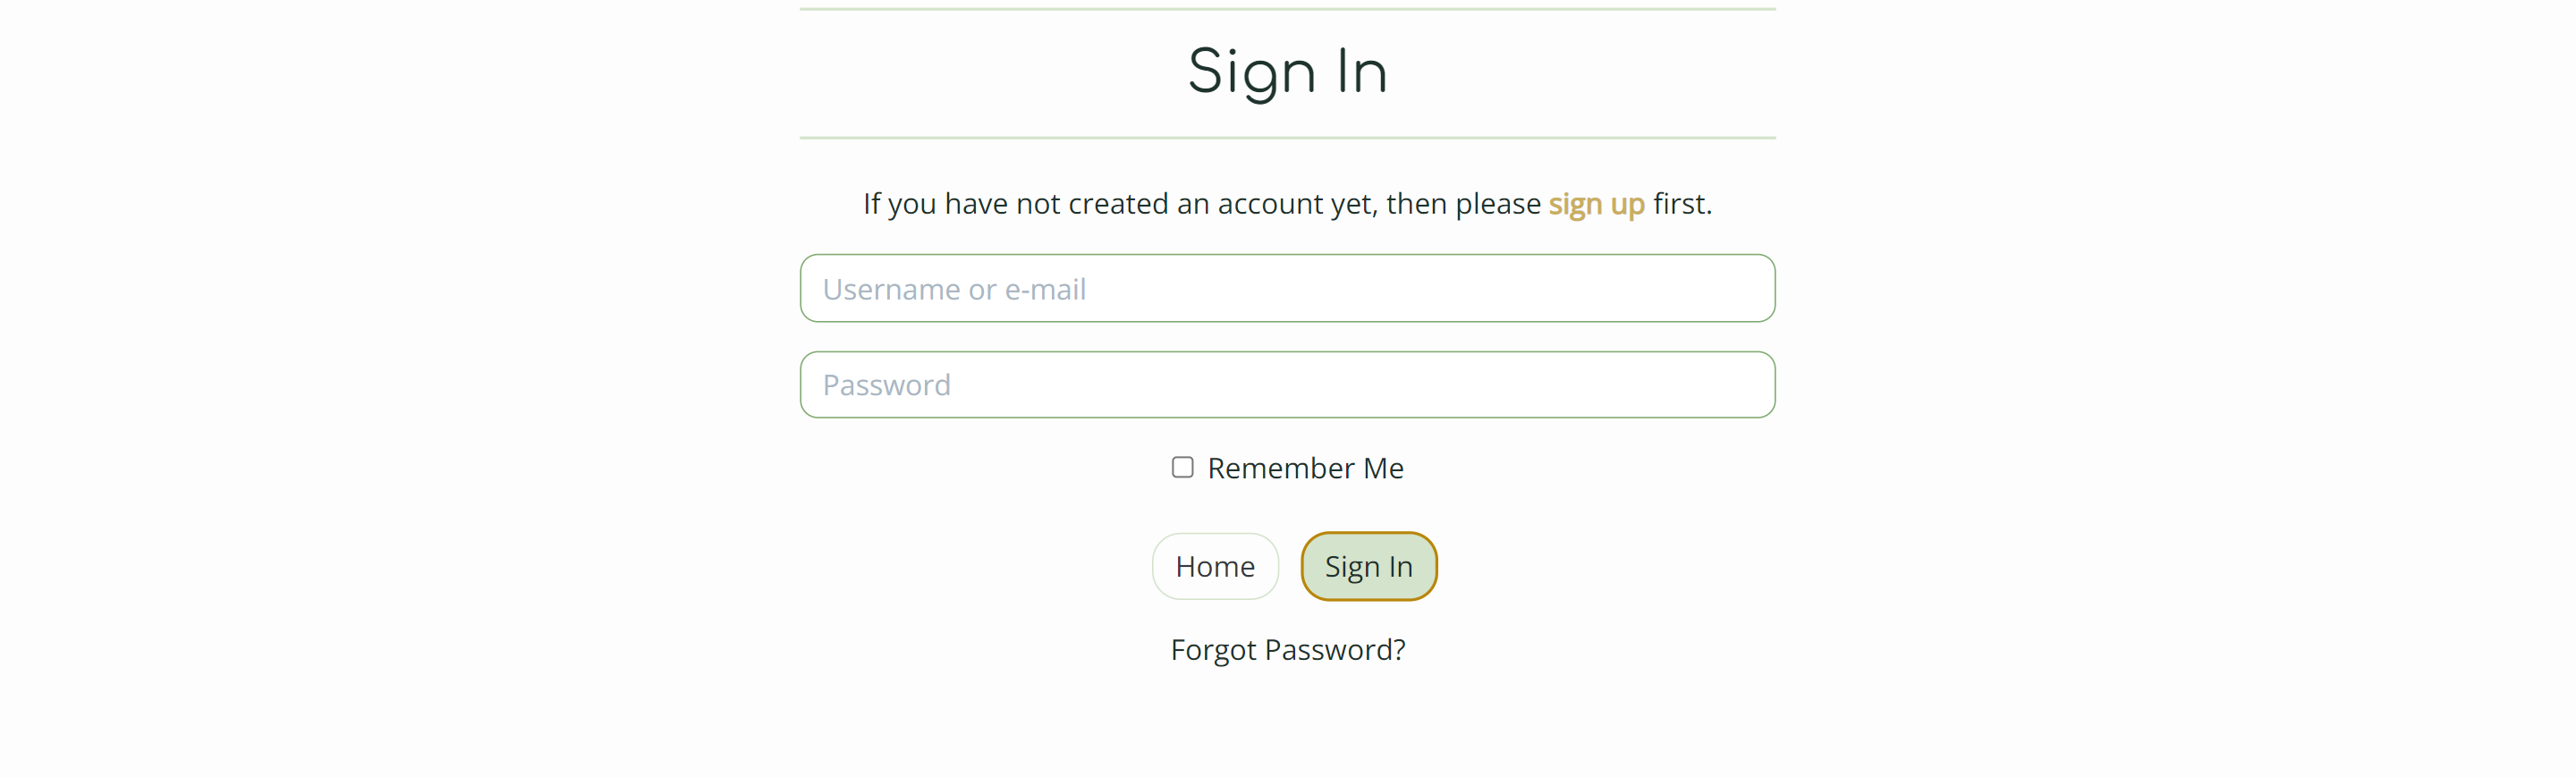 Sign In
If you have not created an account yet, then please sign up first.
Username or e-mail
Password
Remember Me
Home Sign In
Forgot Password?